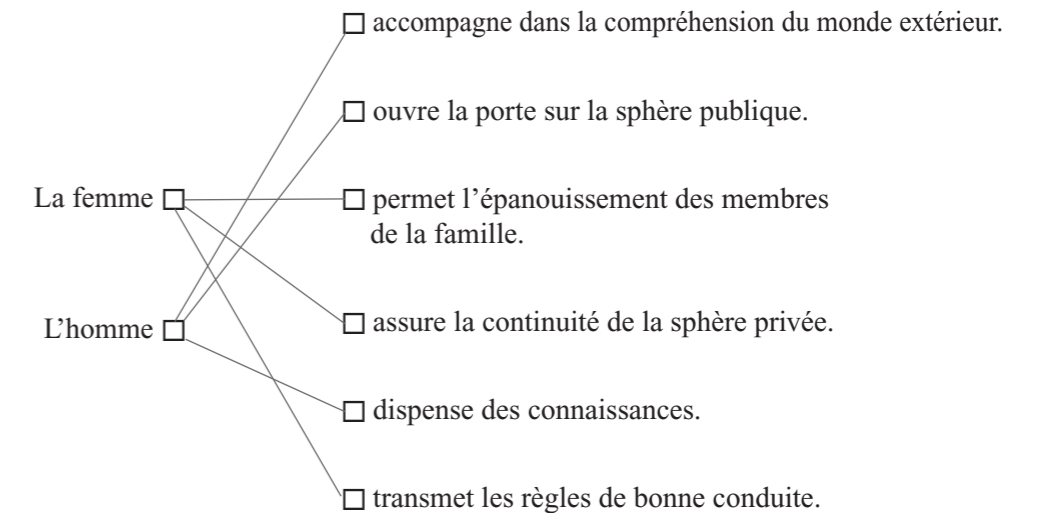 accompagne dans la compréhension du monde extérieur.
ouvre la porte sur la sphère publique.
La femme
permet l’épanouissement des membres
de la famille.
assure la continuité de la sphère privée.
L’homme
dispense des connaissances.
transmet les règles de bonne conduite.